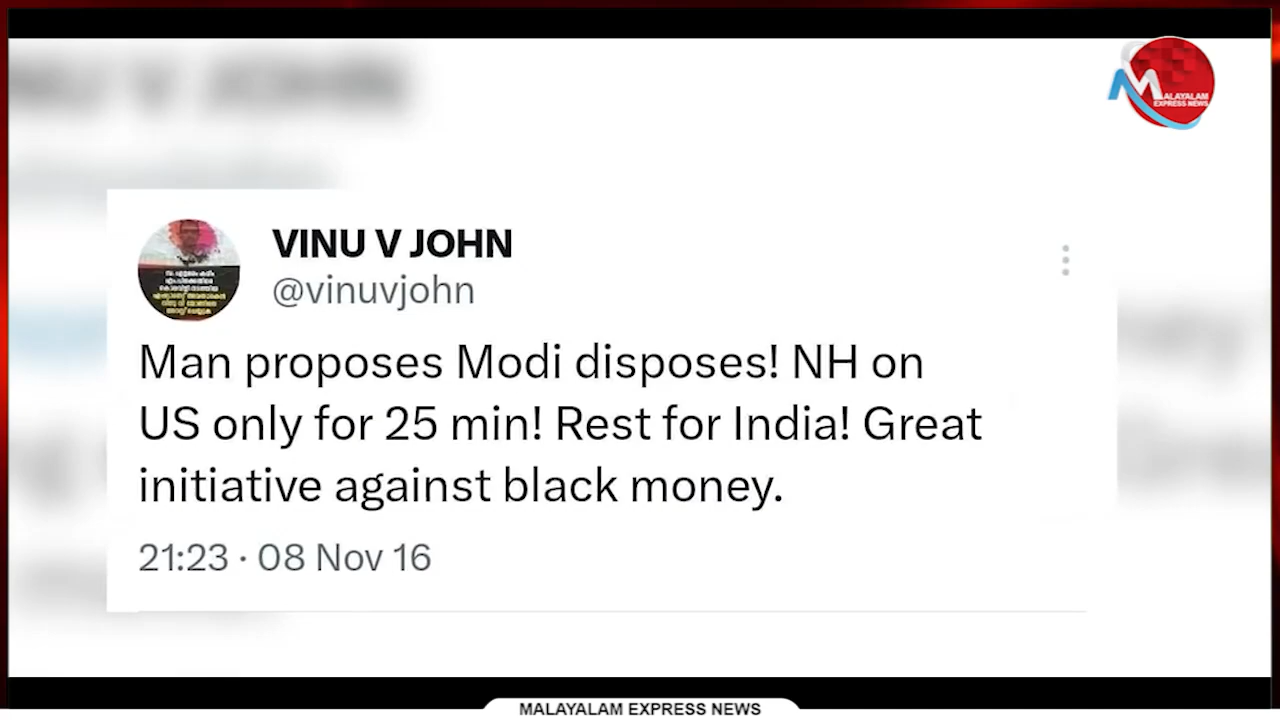 MALAYALAM
EXPRESS NEWS
VINU V JOHN
@vinuvjohn
Man proposes Modi disposes! NH on
US only for 25 min! Rest for India! Great
initiative against black money.
21:23 · 08 Nov 16
MALAYALAM EXPRESS NEWS